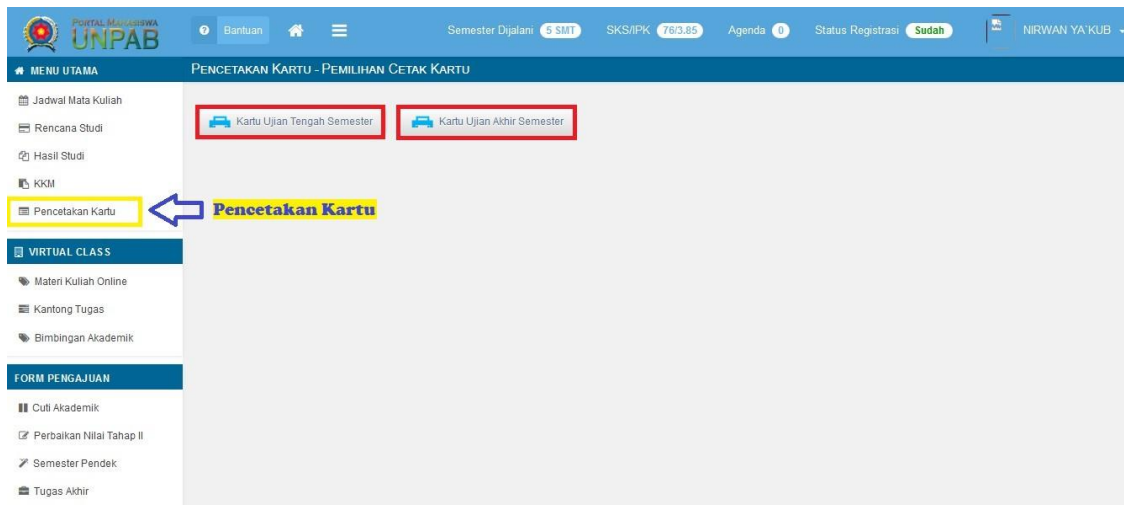 PORTAL MAHASISWA
UNPAB
Bantuan
Semester Dijalani 5 SMT
SKS/IPK 76/3.85
Agenda 0
Status Registrasi Sudah
NIRWAN YA'KUB
MENU UTAMA
PENCETAKAN KARTU - PEMILIHAN CETAK KARTU
Jadwal Mata Kuliah
Rencana Studi
Hasil Studi
KKM
Pencetakan Kartu
Kartu Ujian Tengah Semester
Kartu Ujian Akhir Semester
Pencetakan Kartu
VIRTUAL CLASS
Materi Kuliah Online
Kantong Tugas
Bimbingan Akademik
FORM PENGAJUAN
Cuti Akademik
Perbaikan Nilai Tahap II
Semester Pendek
Tugas Akhir